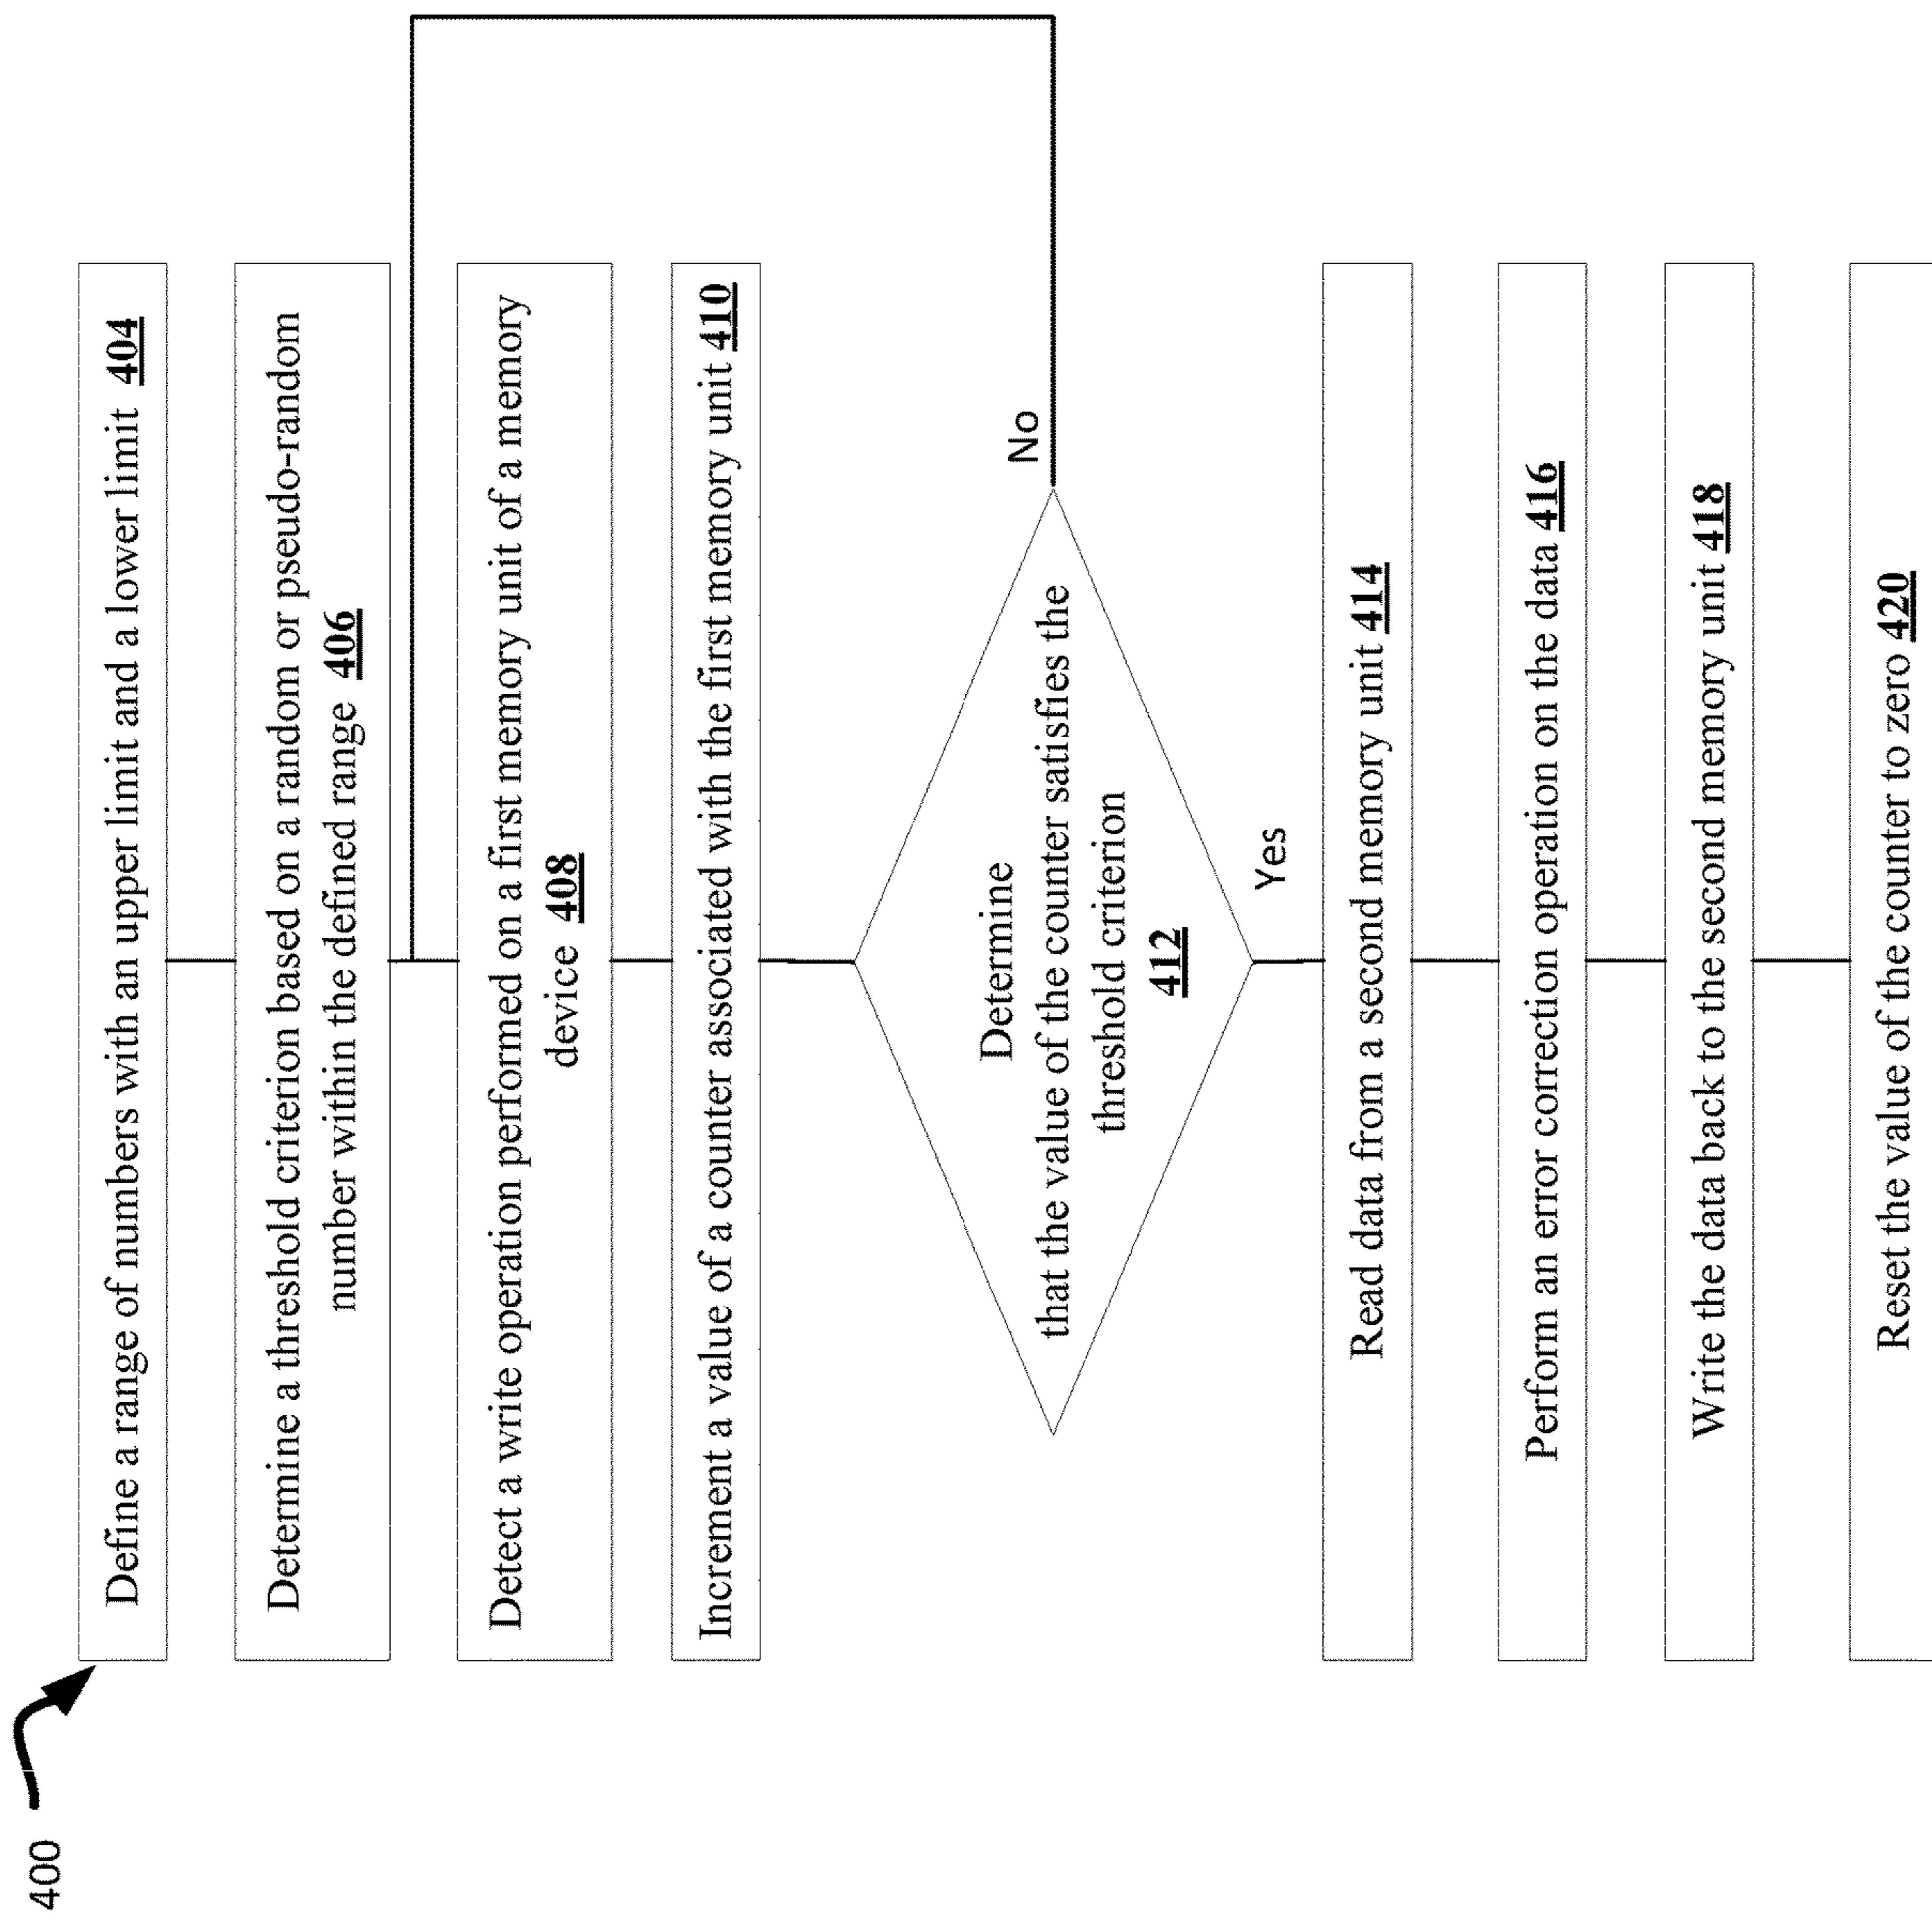 400
Define a range of numbers with an upper limit and a lower limit 404
Determine a threshold criterion based on a random or pseudo-random
number within the defined range 406
Detect a write operation performed on a first memory unit of a memory
device 408
Increment a value of a counter associated with the first memory unit 410
Determine
that the value of the counter satisfies the
threshold criterion
412
No
Yes
Read data from a second memory unit 414
Perform an error correction operation on the data 416
Write the data back to the second memory unit 418
Reset the value of the counter to zero 420